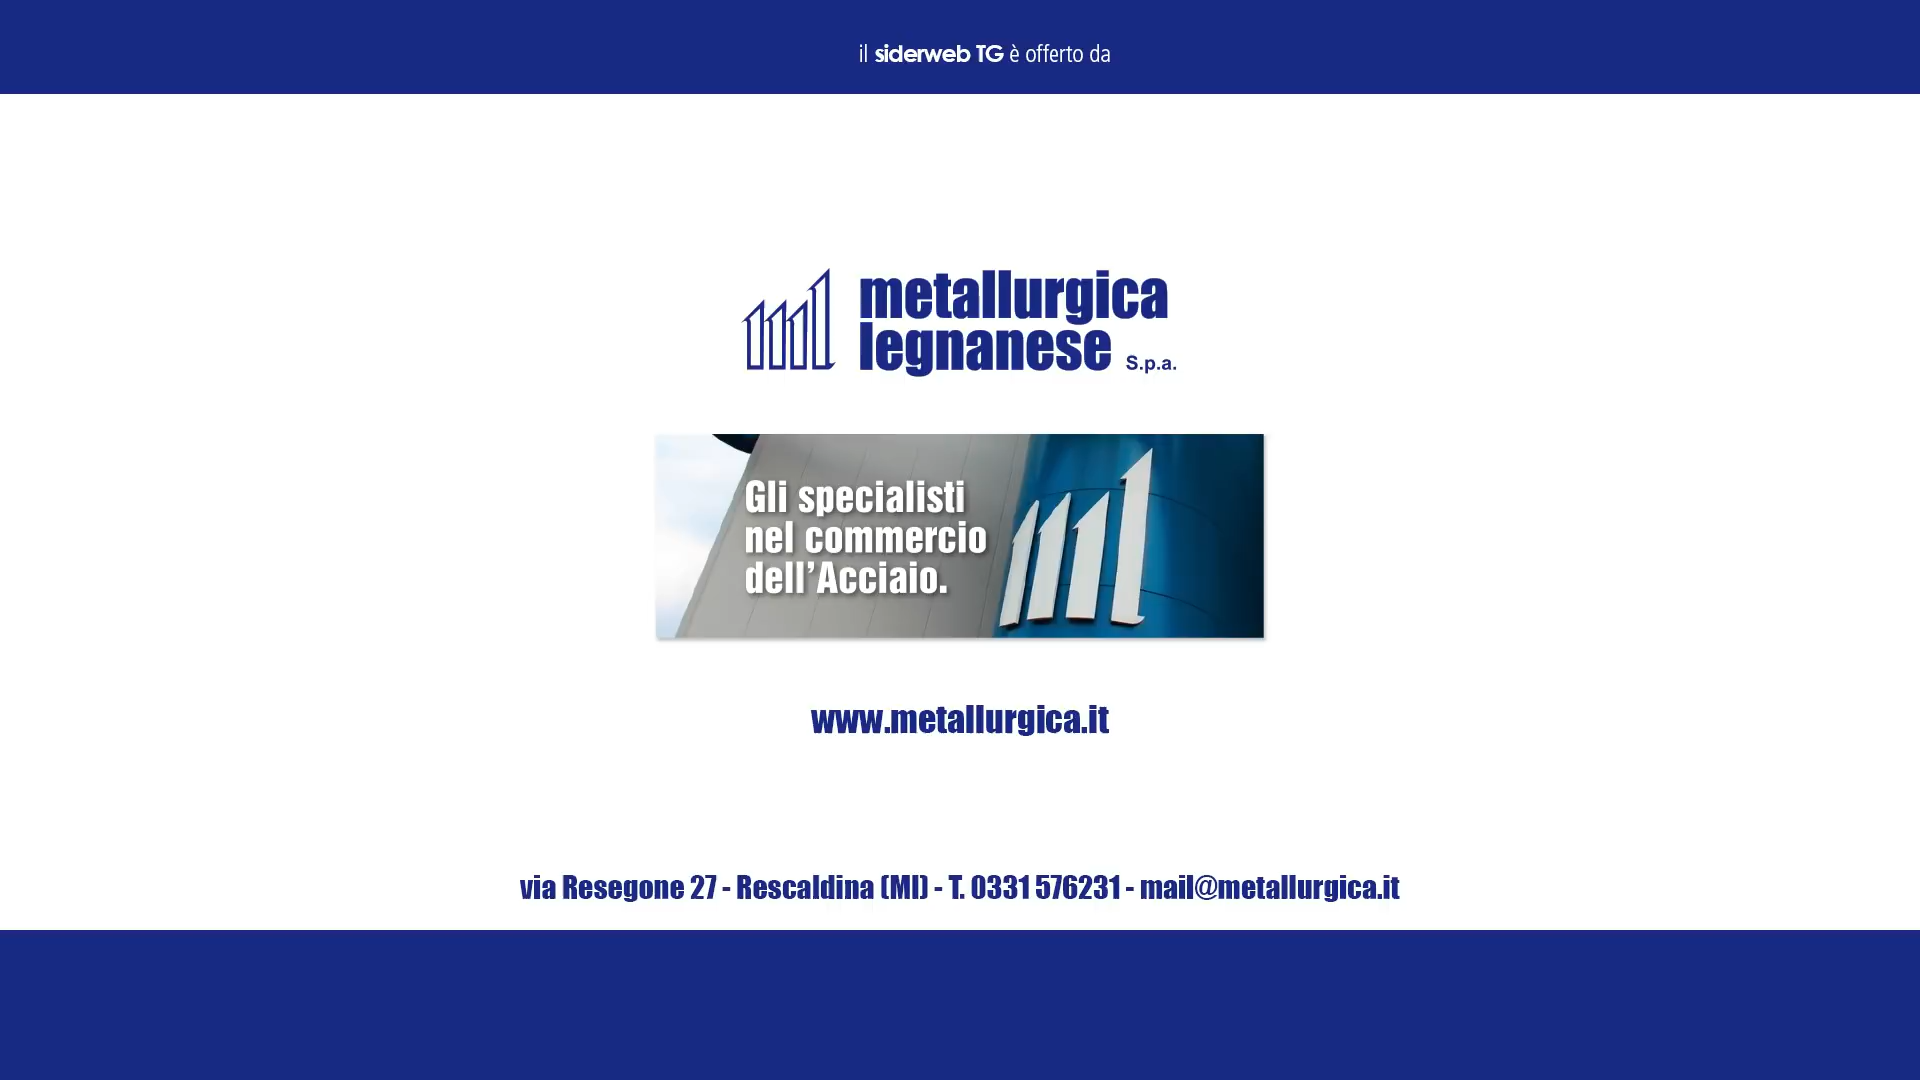 il siderweb TG è offerto da
metallurgica
legnanese S.p.a.
Gli specialisti
nel commercio
dell'Acciaio.
www.metallurgica.it
via Resegone 27 - Rescaldina (MI) - T. 0331 576231 - mail@metallurgica.it